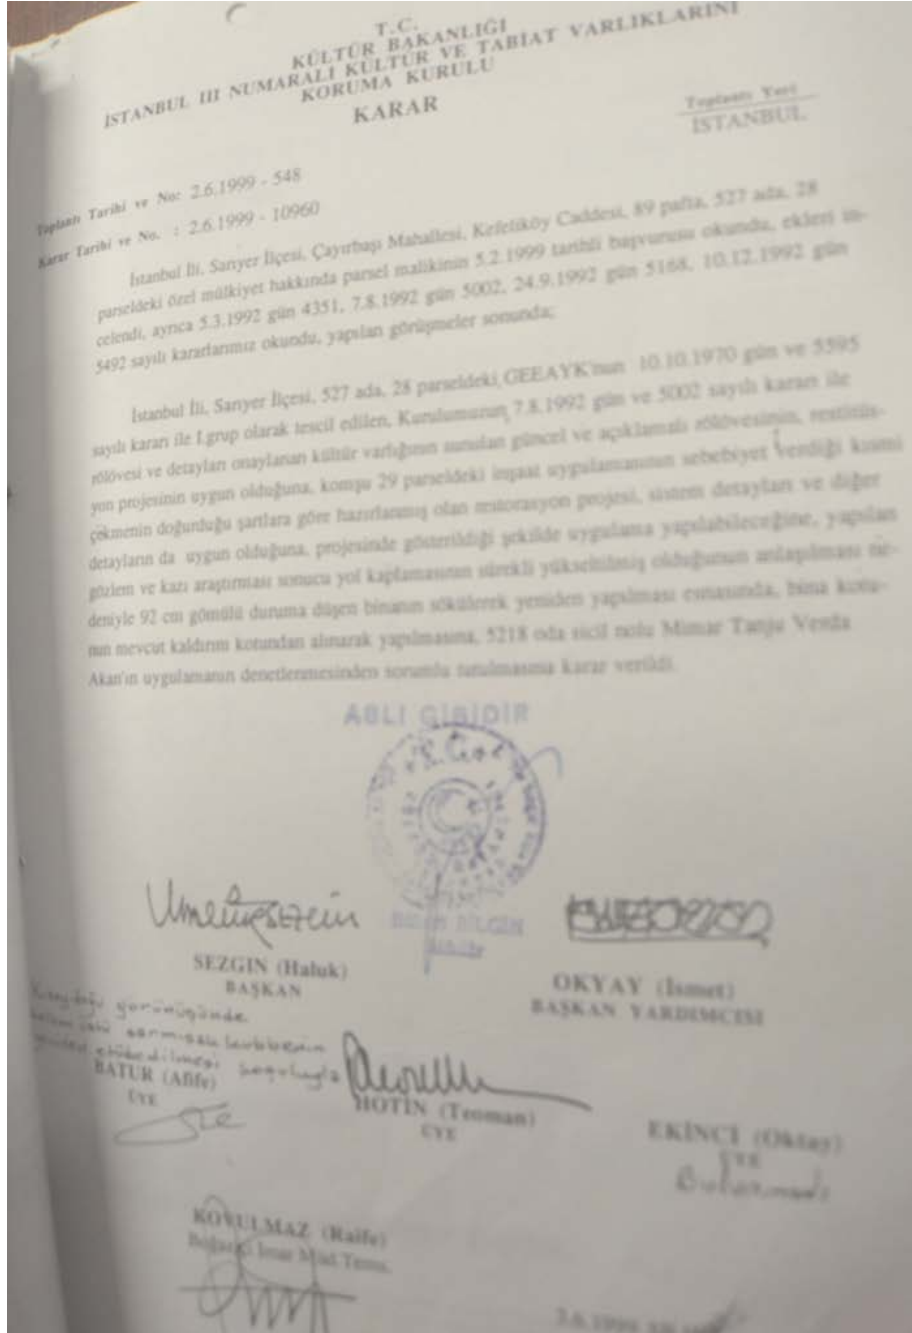 T.C.
KÜLTÜR BAKANLIĞI
İSTANBUL III NUMARALI KÜLTÜR VE TABİAT VARLIKLARINI
KORUMA KURULU
KARAR
Toplantı Yeri
İSTANBUL
Toplantı Tarihi ve No: 2.6.1999 - 548
Karar Tarihi ve No. : 2.6.1999 - 10960
İstanbul İli, Sarıyer İlçesi, Çayırbaşı Mahallesi, Kefeliköy Caddesi, 89 pafta, 527 ada, 28
parseldeki özel mülkiyet hakkında parsel malikinin 5.2.1999 tarihli başvurusu okundu, ekleri in-
celendi, ayrıca 5.3.1992 gün 4351, 7.8.1992 gün 5002, 24.9.1992 gün 5168, 10.12.1992 gün
5492 sayılı kararlarımız okundu, yapılan görüşmeler sonunda;
İstanbul İli, Sarıyer İlçesi, 527 ada, 28 parseldeki, GEEAYK'nun 10.10.1970 gün ve 5595
sayılı kararı ile I.grup olarak tescil edilen, Kurulumuzun 7.8.1992 gün ve 5002 sayılı kararı ile
rölövesi ve detayları onaylanan kültür varlığının sunulan güncel ve açıklamalı rölövesinin, restitüs-
yon projesinin uygun olduğuna, komşu 29 parseldeki inşaat uygulamasının sebebiyet verdiği kısmi
çökmenin doğurduğu şartlara göre hazırlanmış olan restorasyon projesi, sistem detayları ve diğer
detayların da uygun olduğuna, projesinde gösterildiği şekilde uygulama yapılabileceğine, yapılan
gözlem ve kazı araştırması sonucu yol kaplamasının sürekli yükseltilmiş olduğunun anlaşılması ne-
deniyle 92 cm gömülü duruma düşen binanın sökülerek yeniden yapılması esnasında, bina kotu-
nun mevcut kaldırım kotundan alınarak yapılmasına, 5218 oda sicil nolu Mimar Tanju Verda
Akan'ın uygulamanın denetlenmesinden sorumlu tutulmasına karar verildi.
ASLI GİBİDİR
SEZGİN (Haluk)
BAŞKAN
OKYAY (İsmet)
BAŞKAN YARDIMCISI
görünüşünde
BATUR (Afife)
ÜYE
HOTİN (Teoman)
ÜYE
EKİNCİ (Oktay)
ÜYE
Bulunmadı
KOVULMAZ (Raife)
Boğaziçi İmar Müd.Tems.